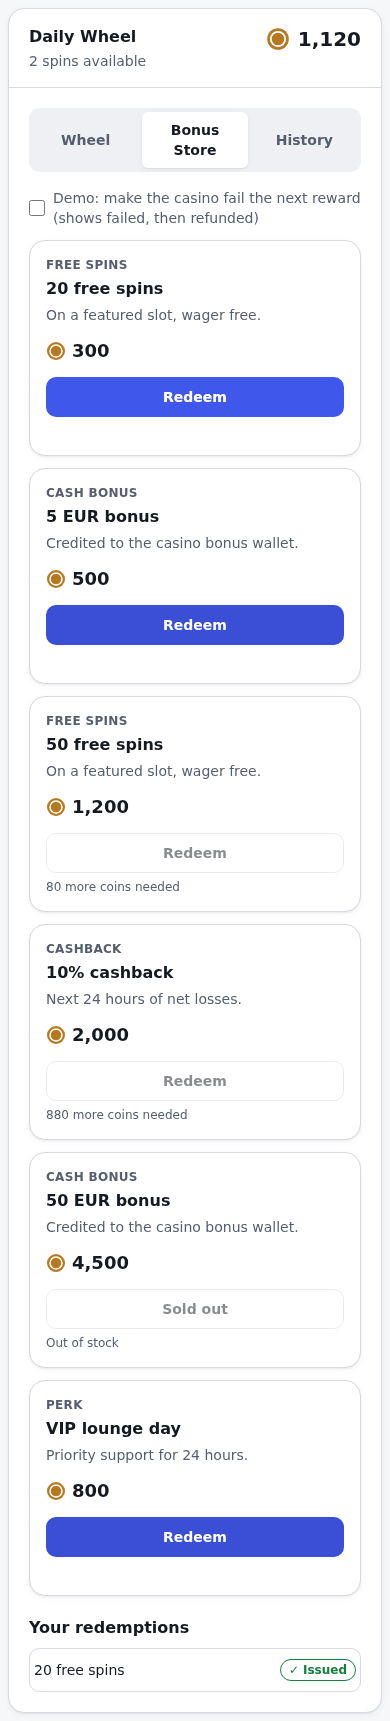 Daily Wheel
1,120
2 spins available
Wheel
Bonus
Store
History
Demo: make the casino fail the next reward
(shows failed, then refunded)
FREE SPINS
20 free spins
On a featured slot, wager free.
300
Redeem
CASH BONUS
5 EUR bonus
Credited to the casino bonus wallet.
500
Redeem
FREE SPINS
50 free spins
On a featured slot, wager free.
1,200
Redeem
80 more coins needed
CASHBACK
10% cashback
Next 24 hours of net losses.
2,000
Redeem
880 more coins needed
CASH BONUS
50 EUR bonus
Credited to the casino bonus wallet.
4,500
Sold out
Out of stock
PERK
VIP lounge day
Priority support for 24 hours.
800
Redeem
Your redemptions
20 free spins
✓ Issued